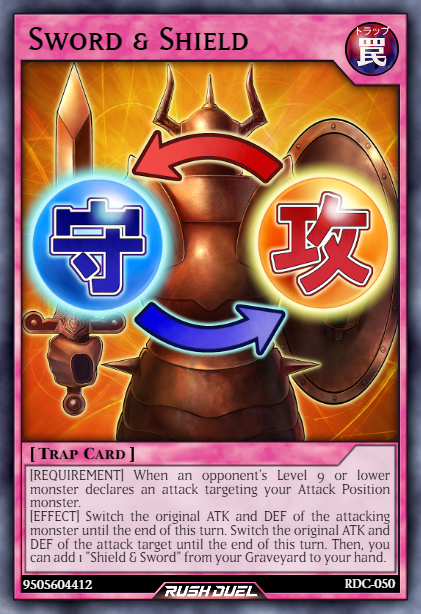 Sword & Shield
トラップ
罠
守
攻
[ Trap Card ]
[REQUIREMENT] When an opponent's Level 9 or lower
monster declares an attack targeting your Attack Position
monster.
[EFFECT] Switch the original ATK and DEF of the attacking
monster until the end of this turn. Switch the original ATK and
DEF of the attack target until the end of this turn. Then, you
can add 1 "Shield & Sword" from your Graveyard to your hand.
9505604412
RUSH DUEL
RDC-050